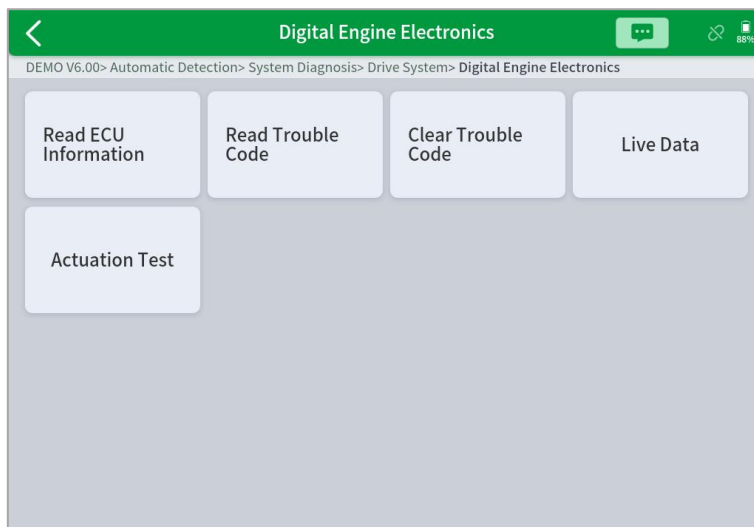 Digital Engine Electronics
88%
DEMO V6.00> Automatic Detection> System Diagnosis> Drive System> Digital Engine Electronics
Read ECU
Information
Read Trouble
Code
Clear Trouble
Code
Live Data
Actuation Test